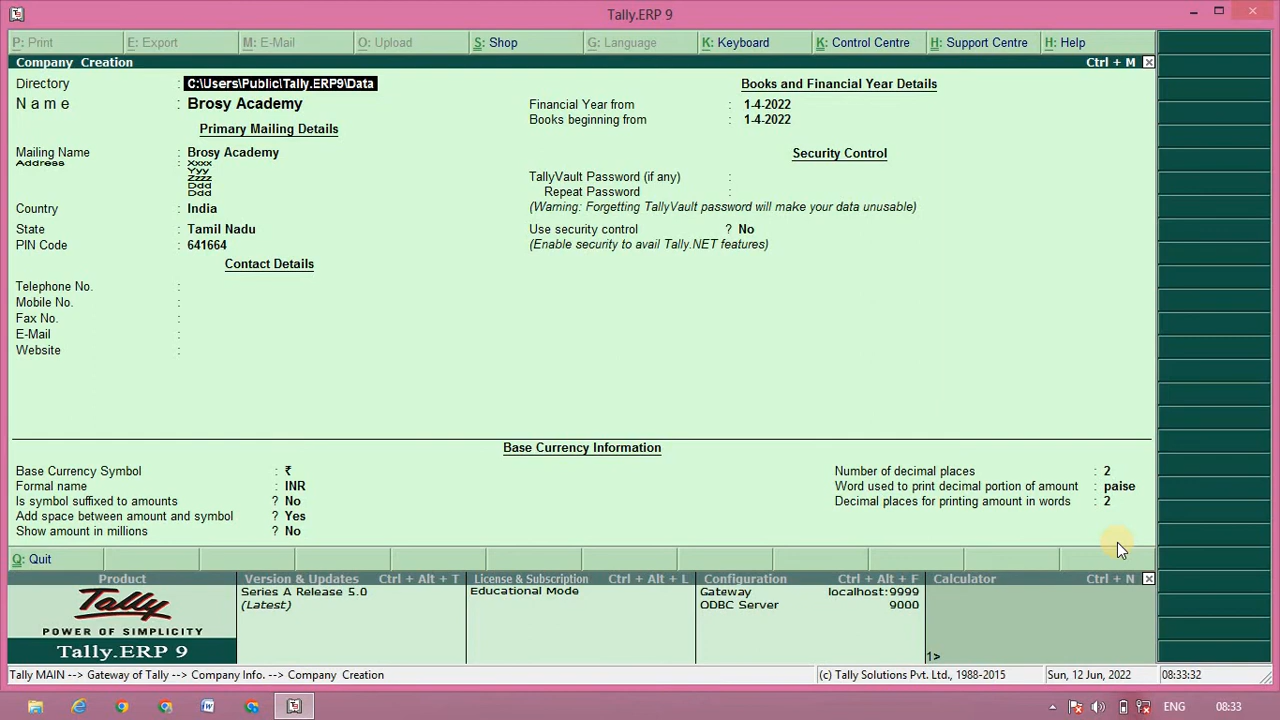 Tally.ERP 9
P: Print E: Export M: E-Mail O: Upload S: Shop G: Language K: Keyboard K: Control Centre H: Support Centre H: Help
Company Creation Ctrl + M
Directory : C:\Users\Public\Tally.ERP9\Data
Name : Brosy Academy
Primary Mailing Details
Mailing Name : Brosy Academy
Address : Xxxx
Yyy
Zzzz
Ddd
Ddd
Country : India
State : Tamil Nadu
PIN Code : 641664
Contact Details
Telephone No. :
Mobile No. :
Fax No. :
E-Mail :
Website :
Books and Financial Year Details
Financial Year from : 1-4-2022
Books beginning from : 1-4-2022
Security Control
TallyVault Password (if any) :
Repeat Password :
(Warning: Forgetting TallyVault password will make your data unusable)
Use security control ? No
(Enable security to avail Tally.NET features)
Base Currency Information
Base Currency Symbol : ₹
Formal name : INR
Is symbol suffixed to amounts ? No
Add space between amount and symbol ? Yes
Show amount in millions ? No
Number of decimal places : 2
Word used to print decimal portion of amount : paise
Decimal places for printing amount in words : 2
Q: Quit
Product
Tally
POWER OF SIMPLICITY
Tally.ERP 9
Version & Updates Ctrl + Alt + T
Series A Release 5.0
(Latest)
License & Subscription Ctrl + Alt + L
Educational Mode
Configuration Ctrl + Alt + F
Gateway localhost:9999
ODBC Server 9000
Calculator Ctrl + N
1>
Tally MAIN --> Gateway of Tally --> Company Info. --> Company Creation (c) Tally Solutions Pvt. Ltd., 1988-2015 Sun, 12 Jun, 2022 08:33:32
ENG 08:33